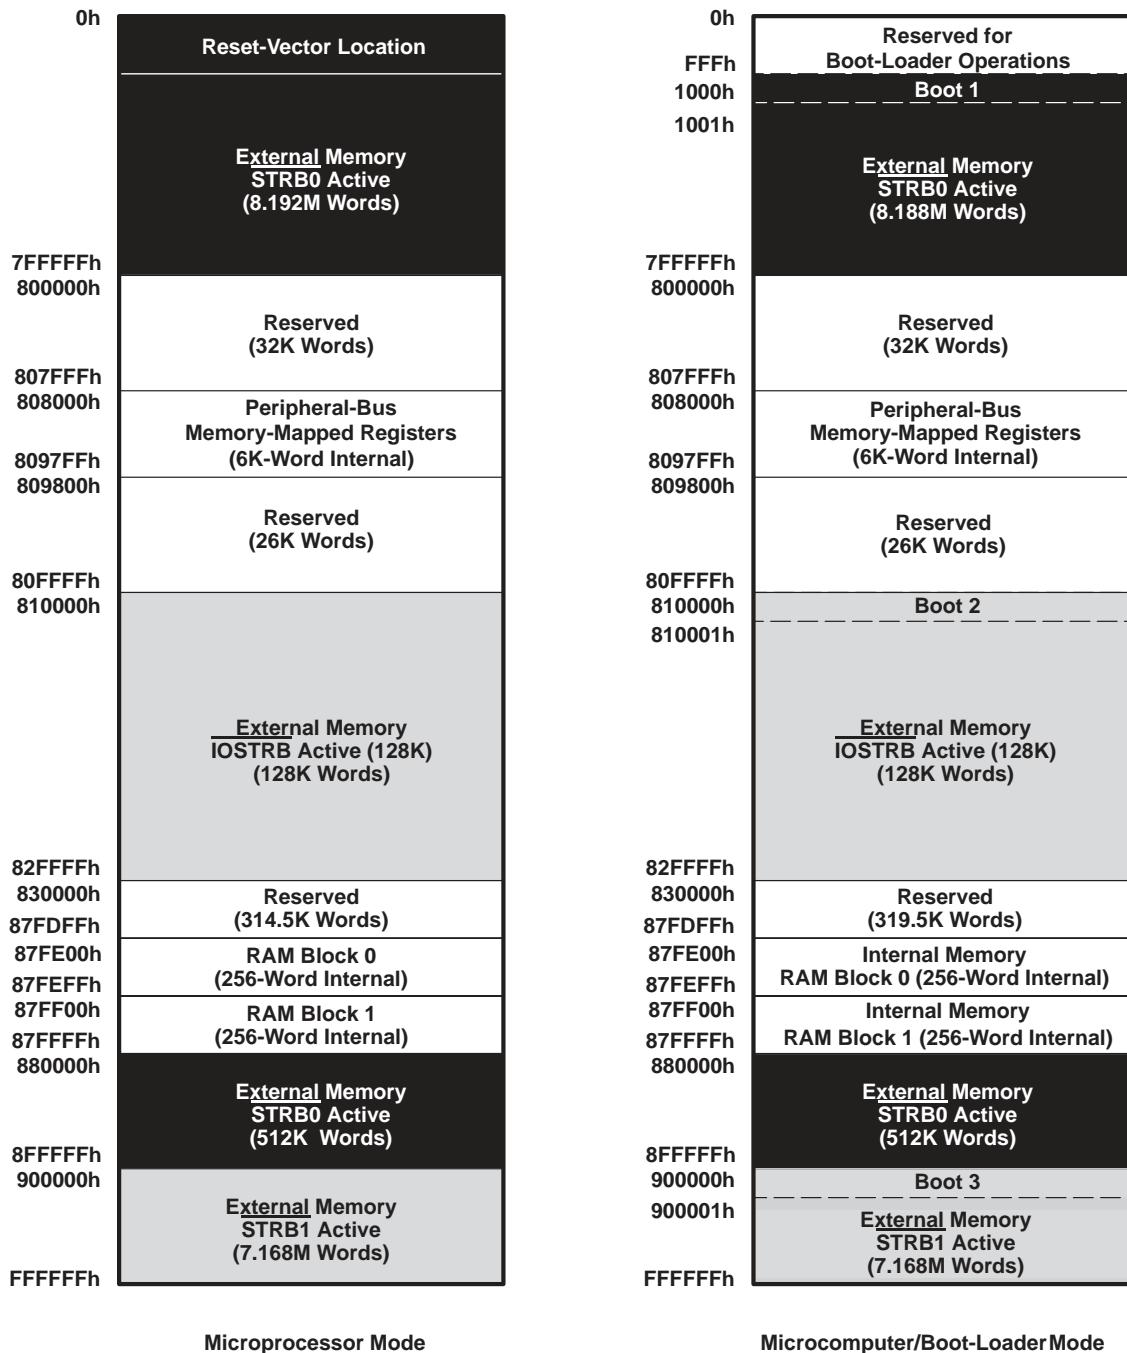 0h
Reset-Vector Location
External Memory
STRB0 Active
(8.192M Words)
7FFFFFh
800000h
Reserved
(32K Words)
807FFFh
808000h
Peripheral-Bus
Memory-Mapped Registers
(6K-Word Internal)
8097FFh
809800h
Reserved
(26K Words)
80FFFFh
810000h
External Memory
IOSTRB Active (128K)
(128K Words)
82FFFFh
830000h
Reserved
(314.5K Words)
87FDFFh
87FE00h
RAM Block 0
(256-Word Internal)
87FEFFh
87FF00h
RAM Block 1
(256-Word Internal)
87FFFFh
880000h
External Memory
STRB0 Active
(512K Words)
8FFFFFh
900000h
External Memory
STRB1 Active
(7.168M Words)
FFFFFFh
Microprocessor Mode
0h
Reserved for
Boot-Loader Operations
FFFh
1000h
Boot 1
1001h
External Memory
STRB0 Active
(8.188M Words)
7FFFFFh
800000h
Reserved
(32K Words)
807FFFh
808000h
Peripheral-Bus
Memory-Mapped Registers
(6K-Word Internal)
8097FFh
809800h
Reserved
(26K Words)
80FFFFh
810000h
Boot 2
810001h
External Memory
IOSTRB Active (128K)
(128K Words)
82FFFFh
830000h
Reserved
(319.5K Words)
87FDFFh
87FE00h
Internal Memory
RAM Block 0 (256-Word Internal)
87FEFFh
87FF00h
Internal Memory
RAM Block 1 (256-Word Internal)
87FFFFh
880000h
External Memory
STRB0 Active
(512K Words)
8FFFFFh
900000h
Boot 3
900001h
External Memory
STRB1 Active
(7.168M Words)
FFFFFFh
Microcomputer/Boot-Loader Mode